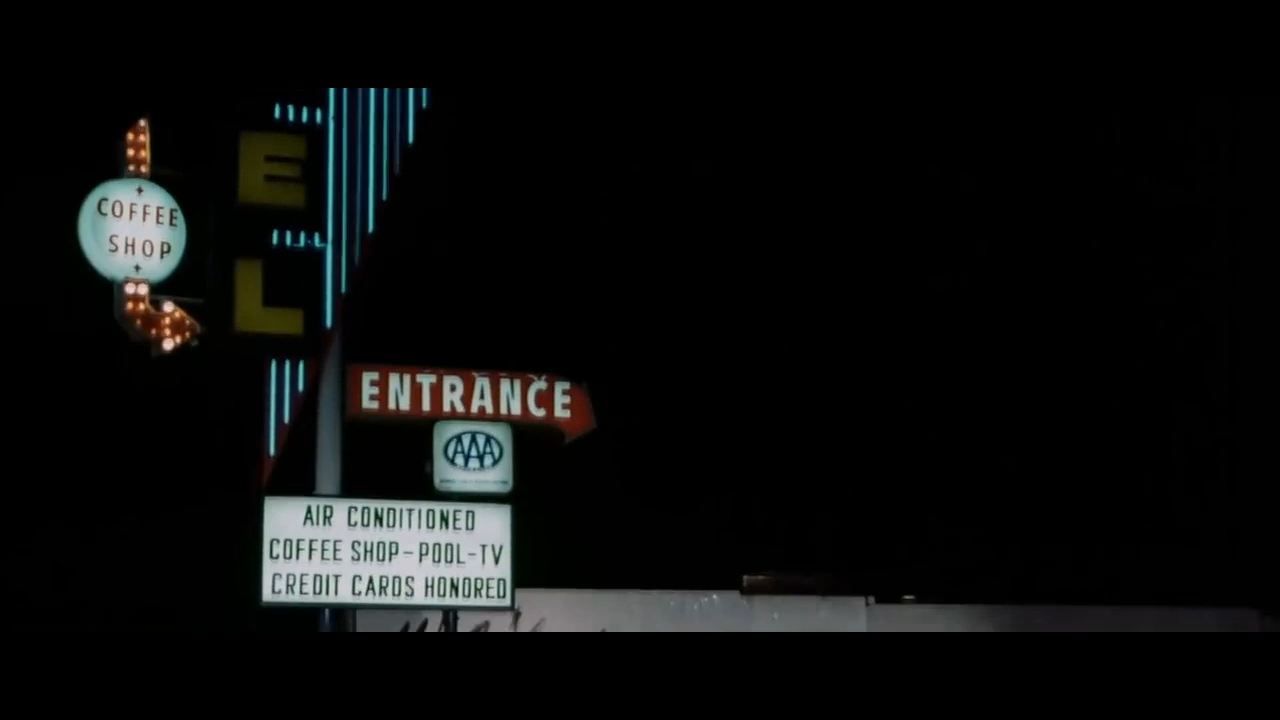 COFFEE
SHOP
E
L
ENTRANCE
AAA
AIR CONDITIONED
COFFEE SHOP-POOL-TV
CREDIT CARDS HONORED